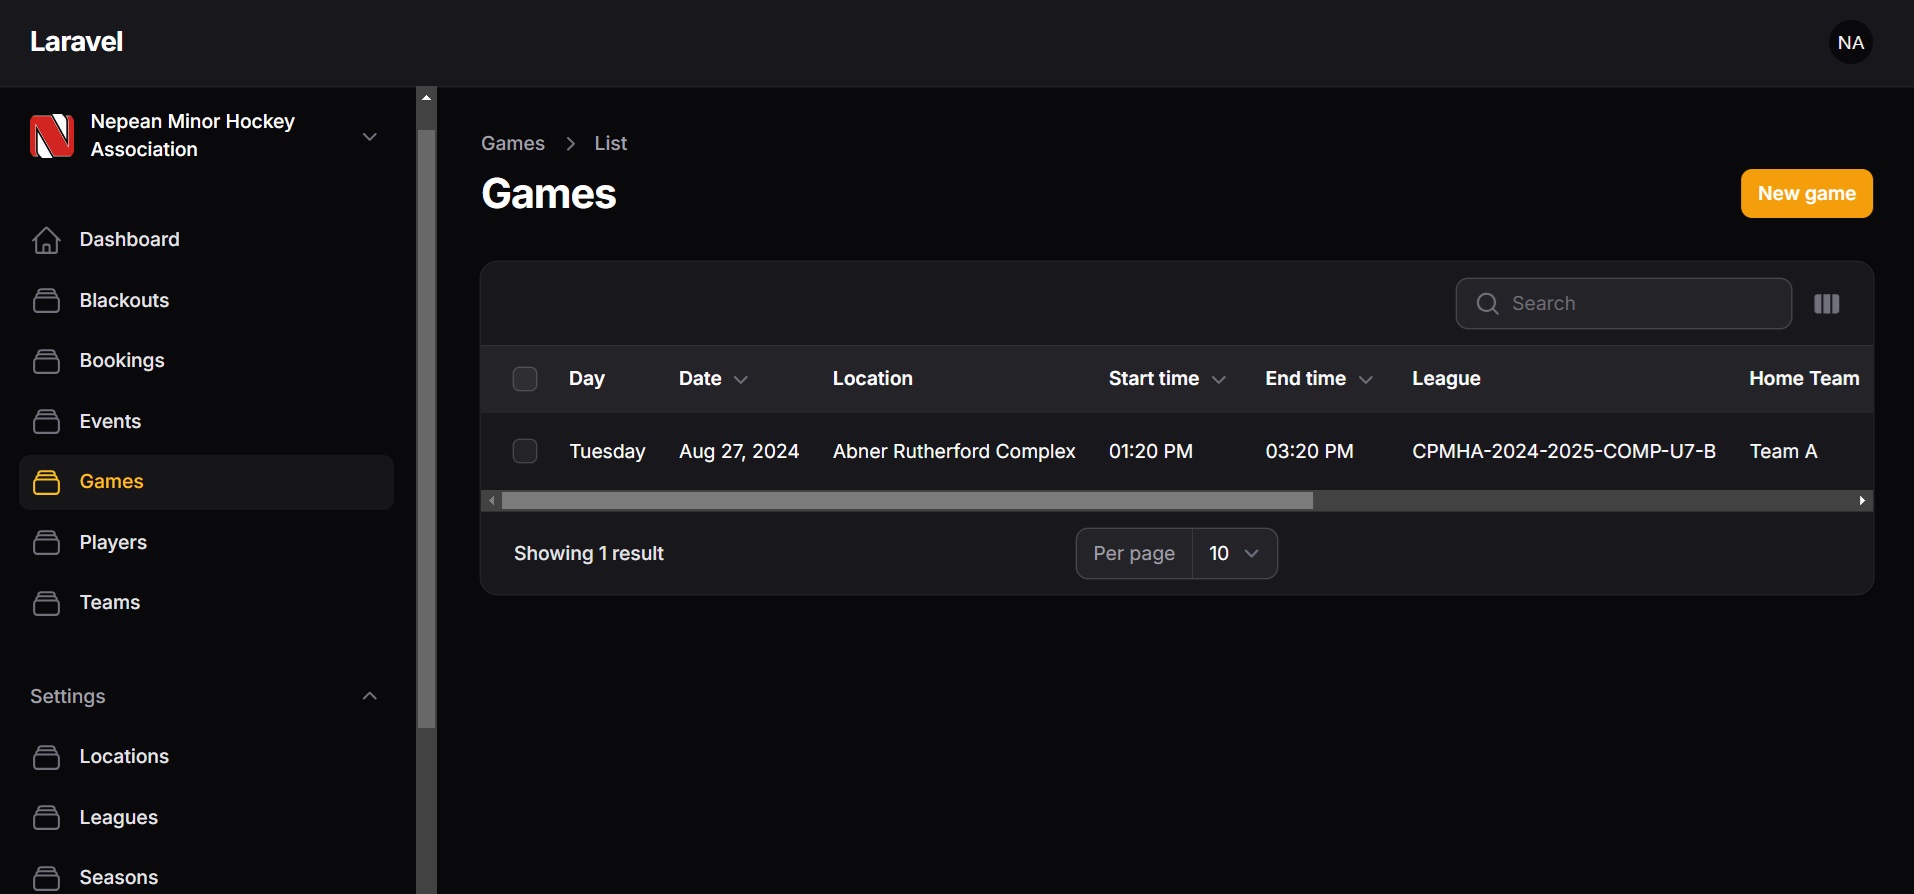 Laravel
NA
Nepean Minor Hockey
Association
Dashboard
Blackouts
Bookings
Events
Games
Players
Teams
Settings
Locations
Leagues
Seasons
Games > List
Games
New game
Search
Day Date Location Start time End time League Home Team
Tuesday Aug 27, 2024 Abner Rutherford Complex 01:20 PM 03:20 PM CPMHA-2024-2025-COMP-U7-B Team A
Showing 1 result
Per page 10